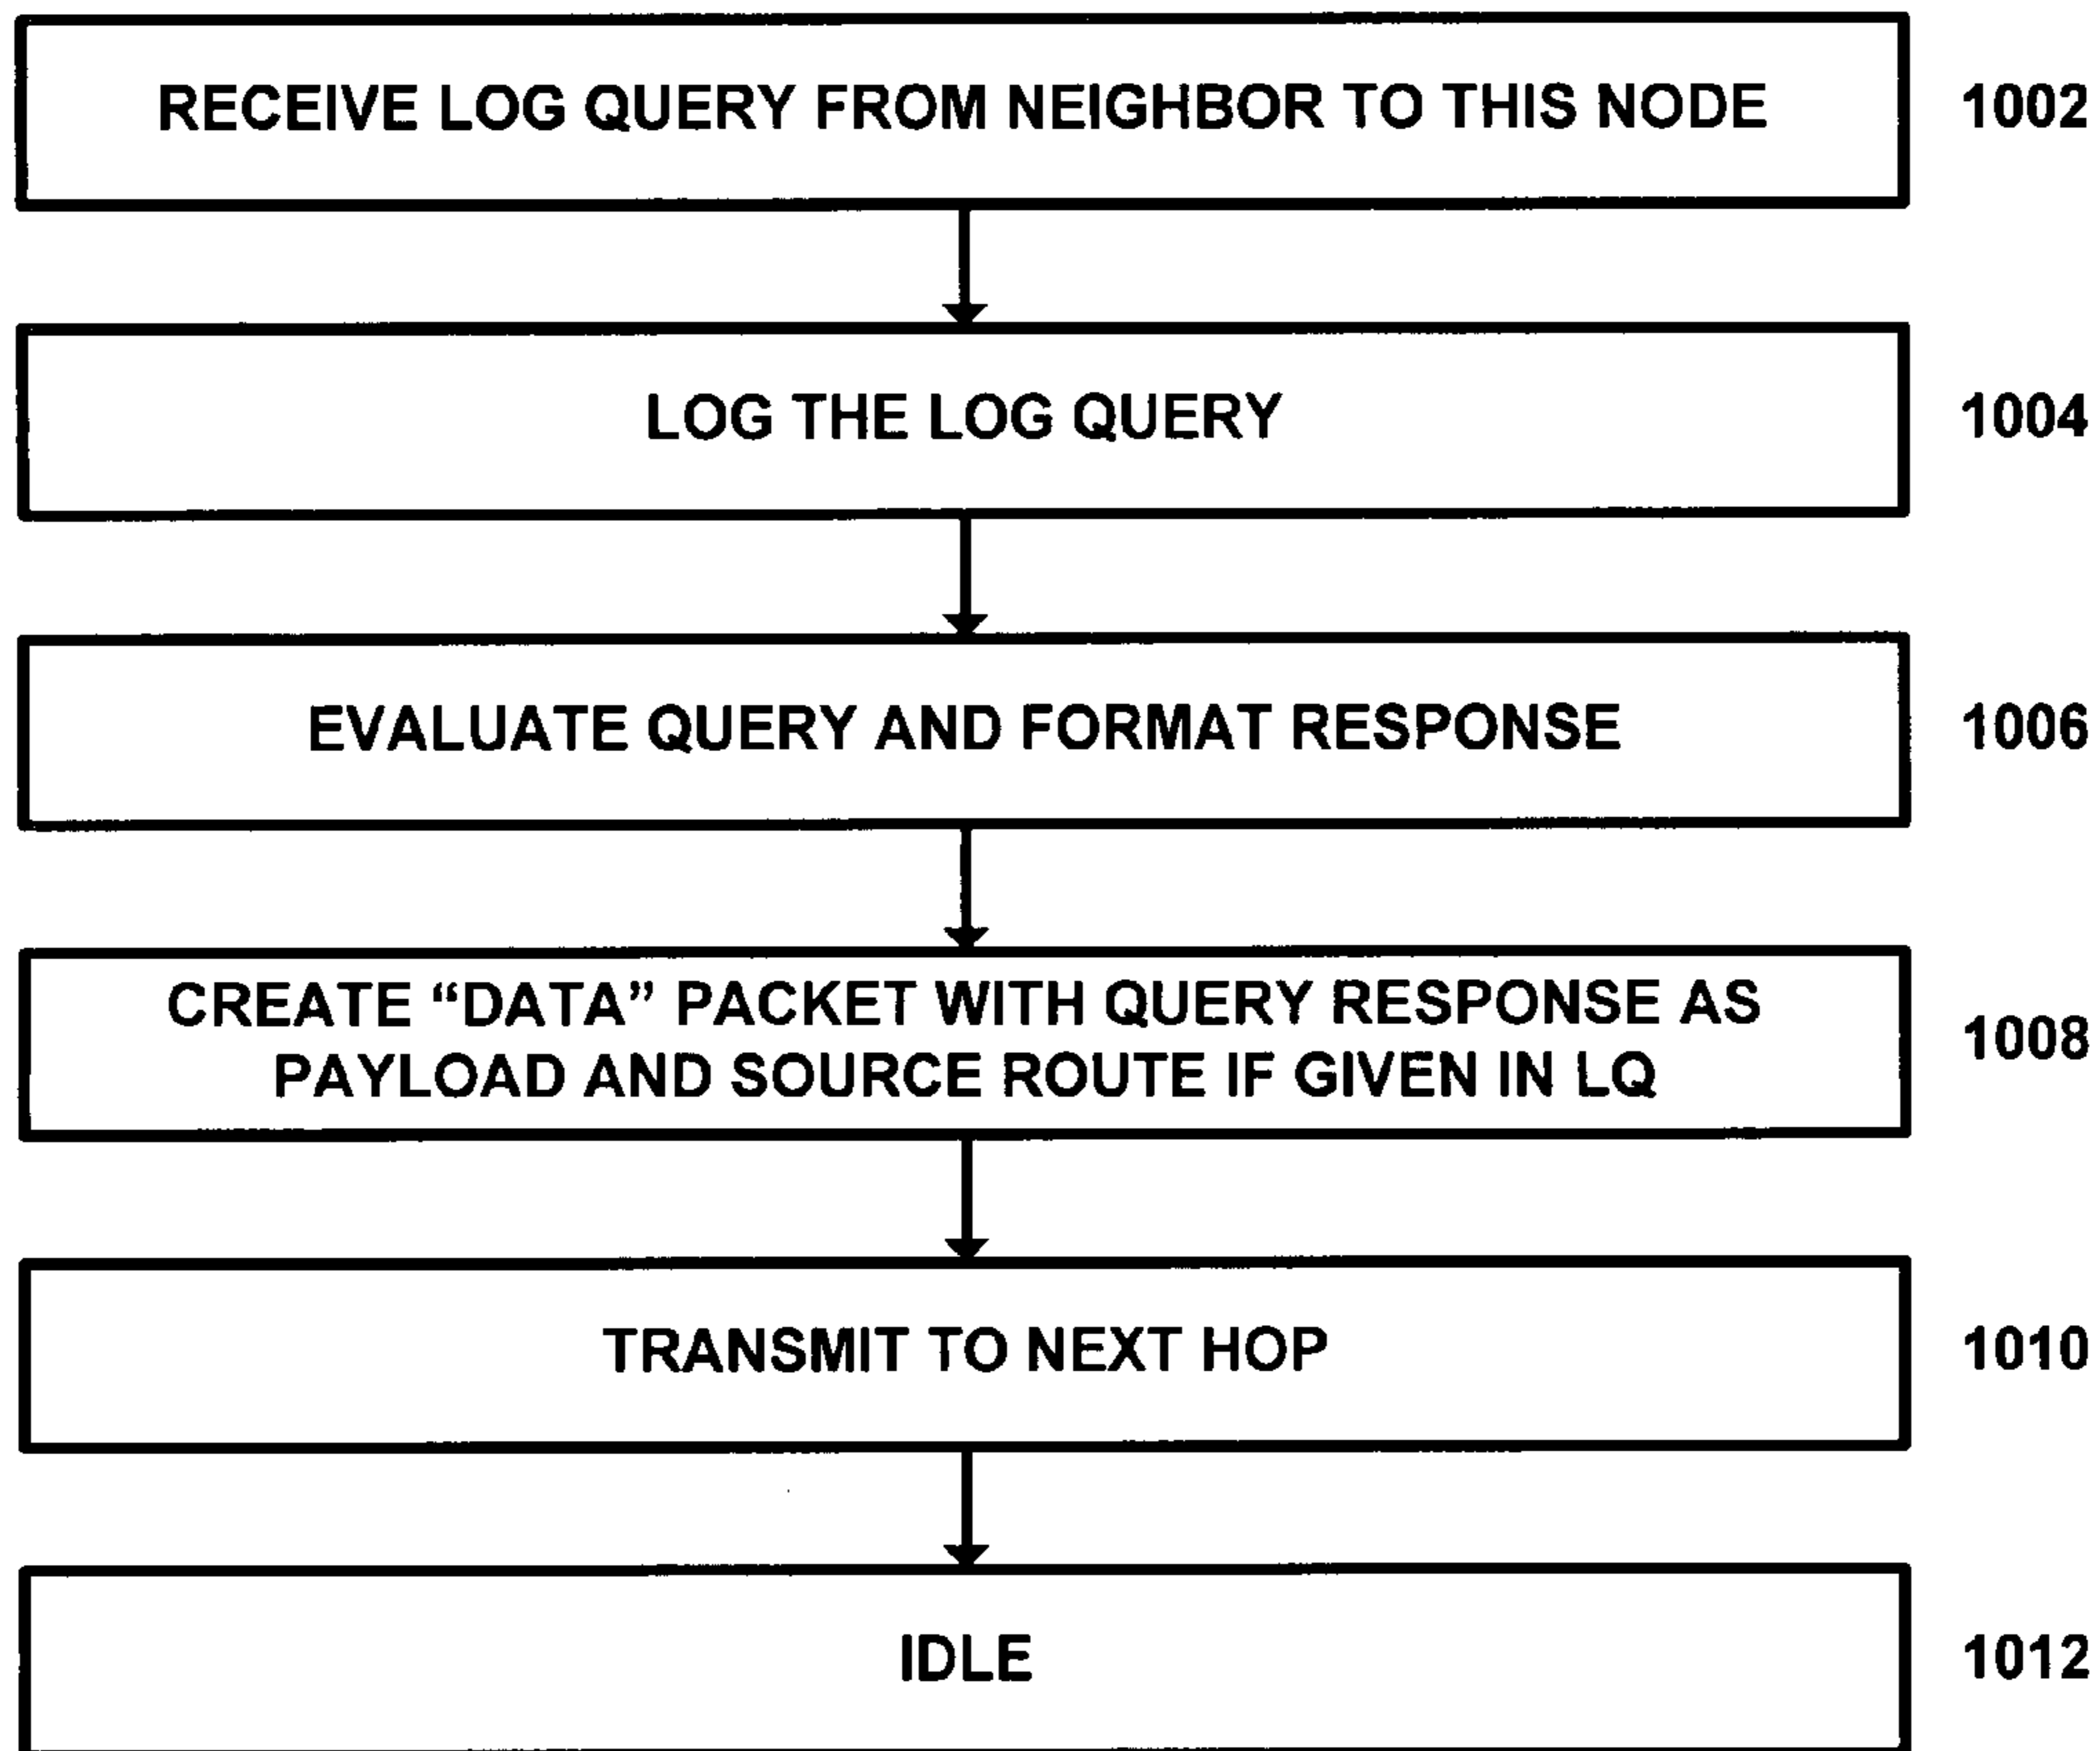 RECEIVE LOG QUERY FROM NEIGHBOR TO THIS NODE
1002
LOG THE LOG QUERY
1004
EVALUATE QUERY AND FORMAT RESPONSE
1006
CREATE “DATA” PACKET WITH QUERY RESPONSE AS
PAYLOAD AND SOURCE ROUTE IF GIVEN IN LQ
1008
TRANSMIT TO NEXT HOP
1010
IDLE
1012